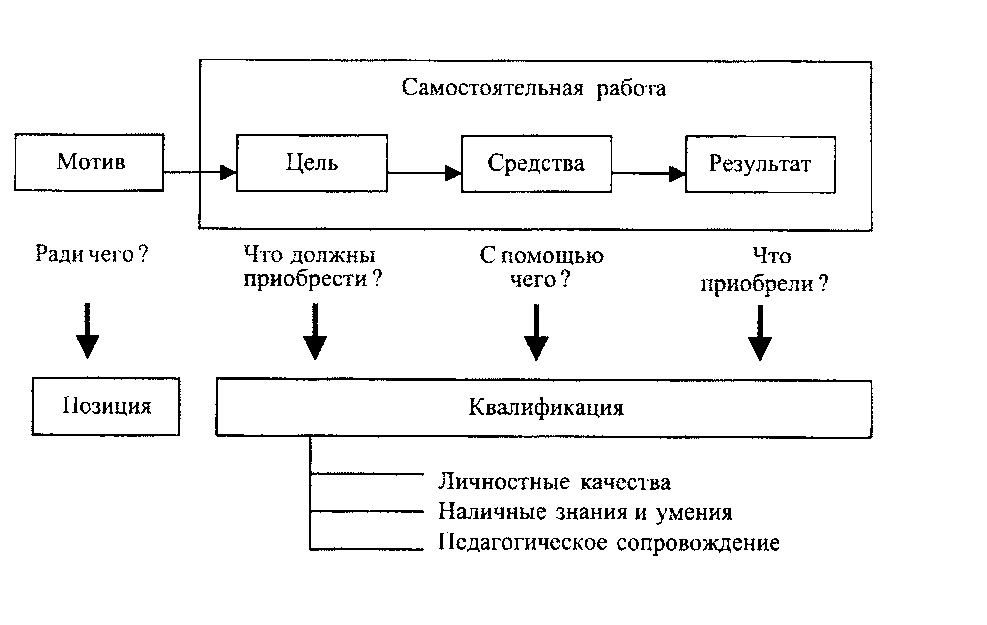 Самостоятельная работа
Мотив
Цель
Средства
Результат
Ради чего?
Что должны
приобрести?
С помощью
чего?
Что
приобрели?
Позиция
Квалификация
Личностные качества
Наличные знания и умения
Педагогическое сопровождение